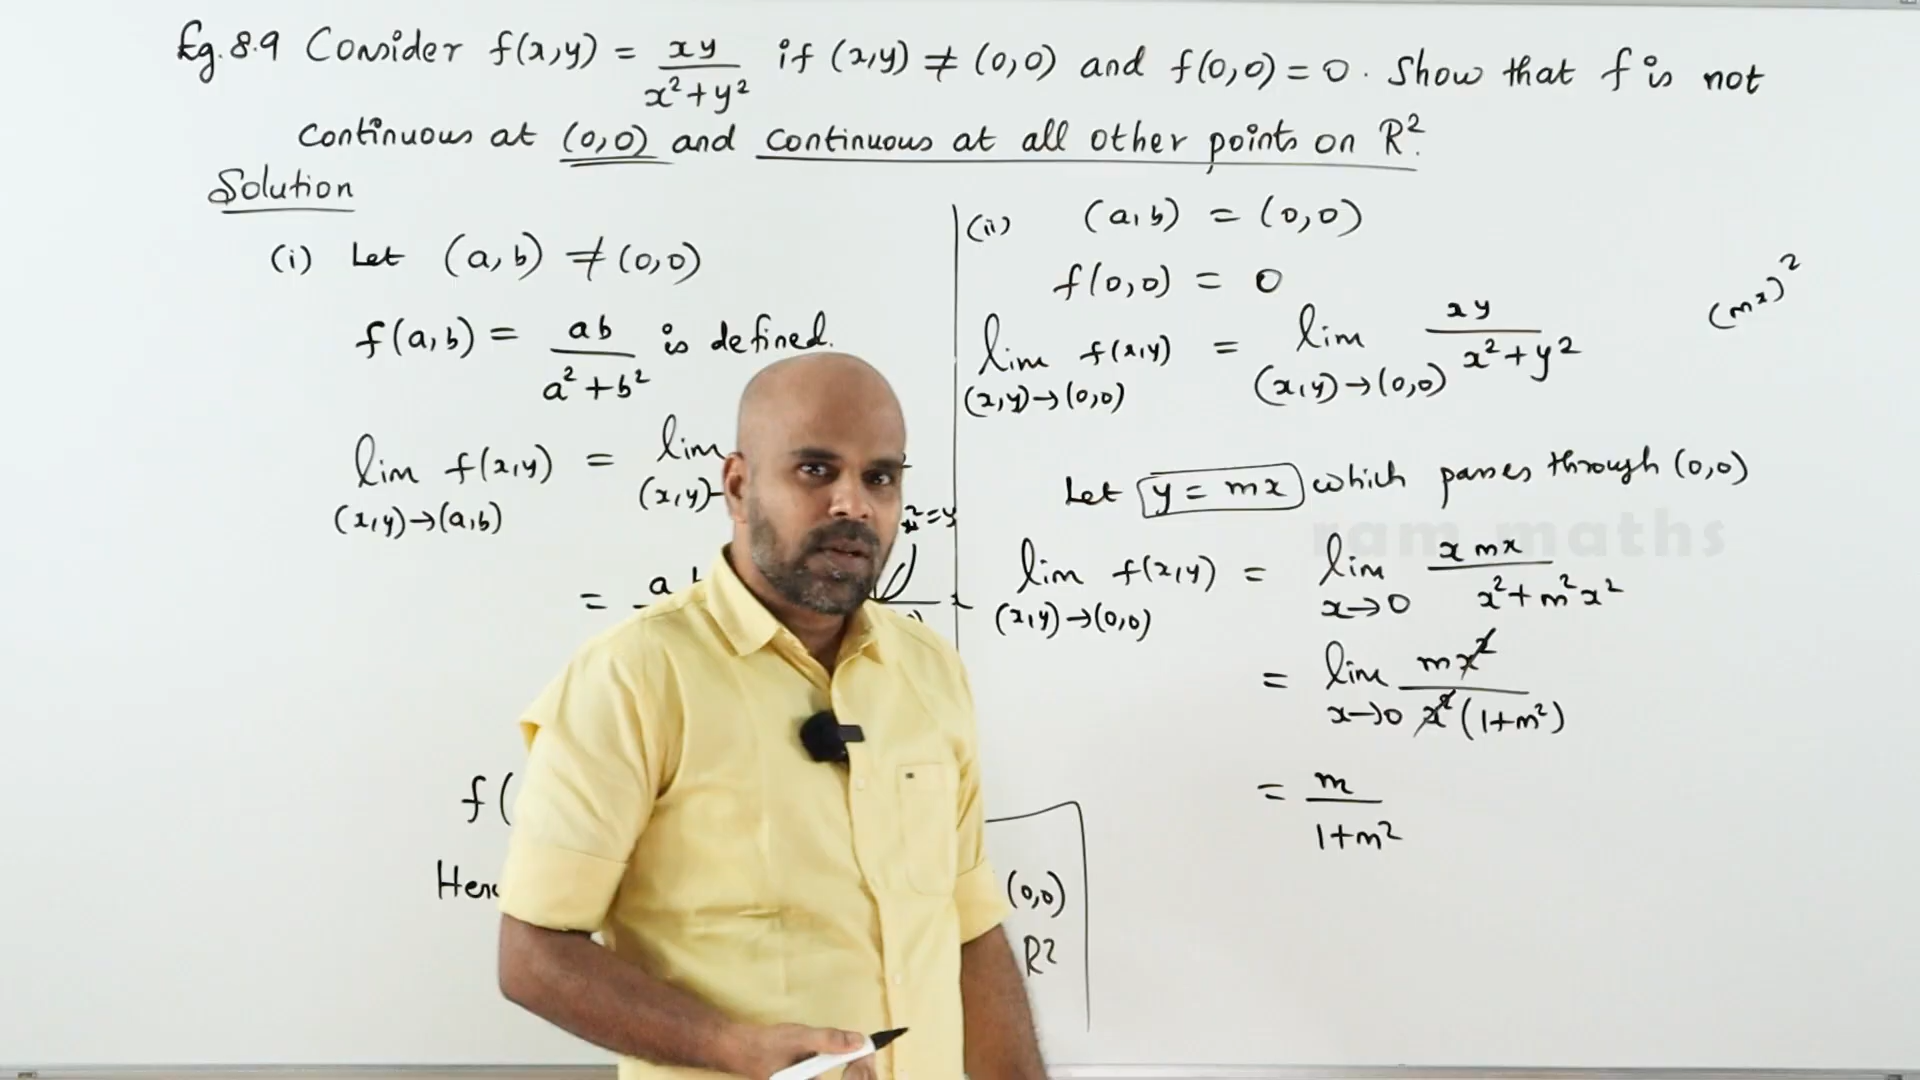 Eg. 8.9 Consider f(x,y) = xy / x²+y² if (x,y) ≠ (0,0) and f(0,0) = 0. Show that f is not
continuous at (0,0) and continuous at all other points on R².
Solution
(i) Let (a,b) ≠ (0,0)
f(a,b) = ab / a²+b² is defined.
lim f(x,y) = lim
(x,y)→(a,b) (x,y)
= a
f(
(0,0)
R²
(ii) (a,b) = (0,0)
f(0,0) = 0
lim f(x,y) = lim xy / x²+y²
(x,y)→(0,0) (x,y)→(0,0)
(mx)²
Let y = mx which passes through (0,0)
ram maths
lim f(x,y) = lim x mx / x²+m²x²
(x,y)→(0,0) x→0
= lim mx² / x²(1+m²)
x→0
= m / 1+m²